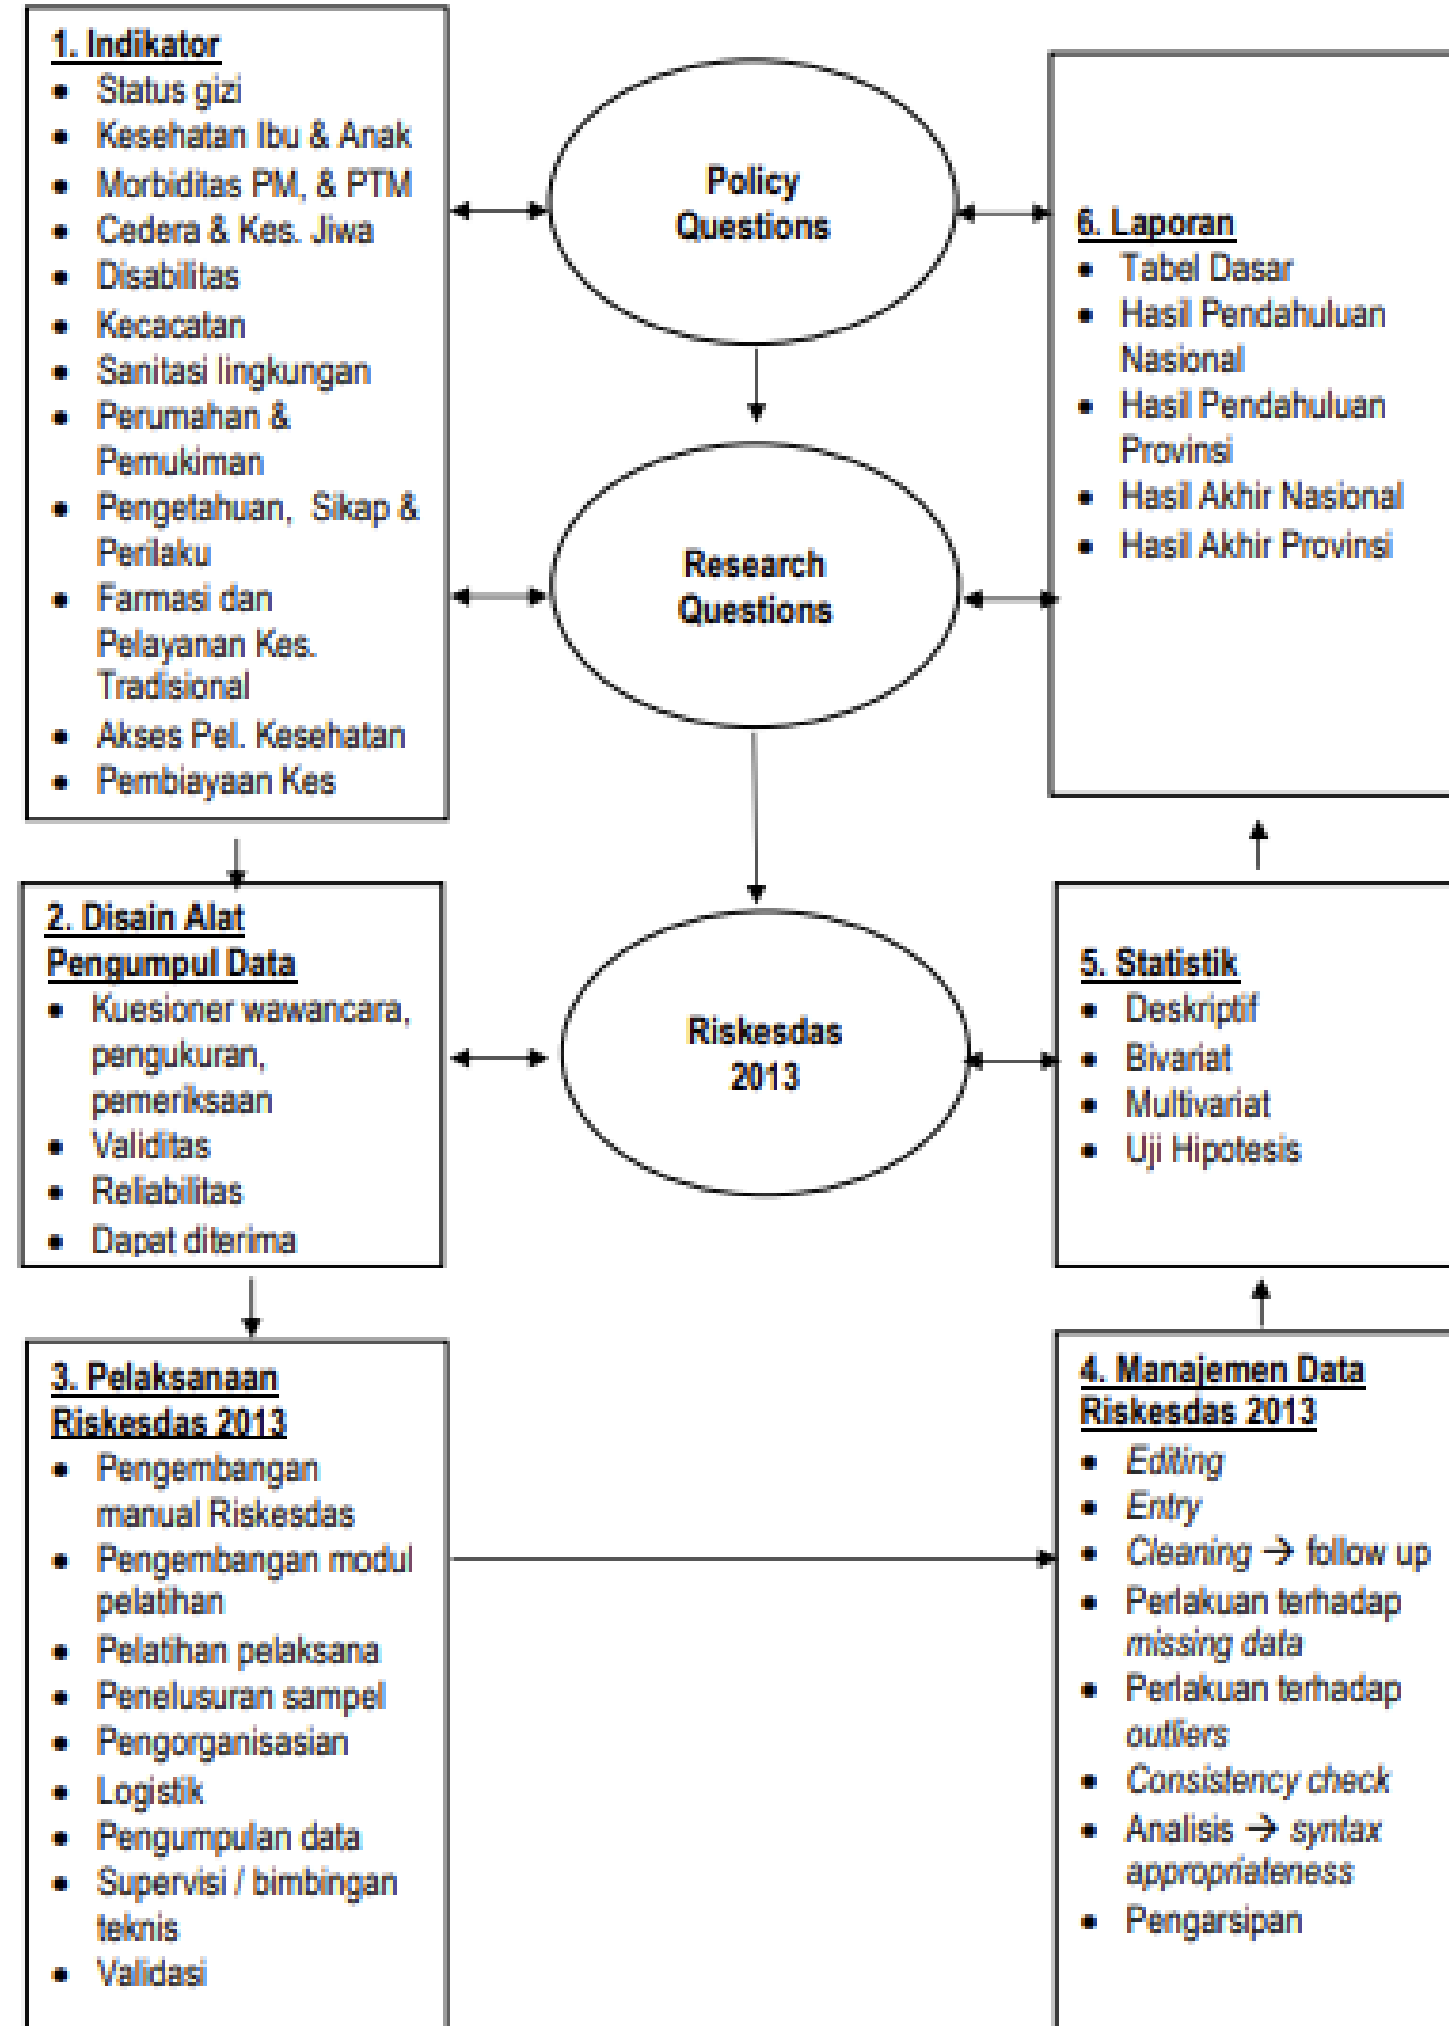 1. Indikator
• Status gizi
• Kesehatan Ibu & Anak
• Morbiditas PM, & PTM
• Cedera & Kes. Jiwa
• Disabilitas
• Kecacatan
• Sanitasi lingkungan
• Perumahan &
Pemukiman
• Pengetahuan, Sikap &
Perilaku
• Farmasi dan
Pelayanan Kes.
Tradisional
• Akses Pel. Kesehatan
• Pembiayaan Kes
2. Disain Alat
Pengumpul Data
• Kuesioner wawancara,
pengukuran,
pemeriksaan
• Validitas
• Reliabilitas
• Dapat diterima
3. Pelaksanaan
Riskesdas 2013
• Pengembangan
manual Riskesdas
• Pengembangan modul
pelatihan
• Pelatihan pelaksana
• Penelusuran sampel
• Pengorganisasian
• Logistik
• Pengumpulan data
• Supervisi / bimbingan
teknis
• Validasi
Policy
Questions
Research
Questions
Riskesdas
2013
6. Laporan
• Tabel Dasar
• Hasil Pendahuluan
Nasional
• Hasil Pendahuluan
Provinsi
• Hasil Akhir Nasional
• Hasil Akhir Provinsi
5. Statistik
• Deskriptif
• Bivariat
• Multivariat
• Uji Hipotesis
4. Manajemen Data
Riskesdas 2013
• Editing
• Entry
• Cleaning → follow up
• Perlakuan terhadap
missing data
• Perlakuan terhadap
outliers
• Consistency check
• Analisis → syntax
appropriateness
• Pengarsipan